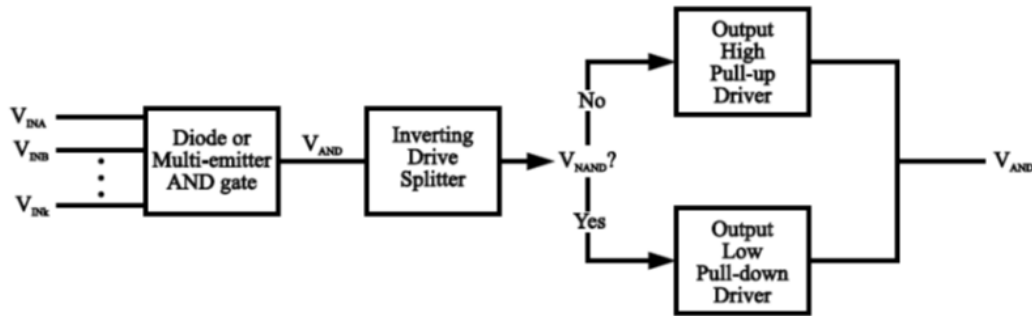 V_INA
V_INB
V_INk
Diode or
Multi-emitter
AND gate
V_AND
Inverting
Drive
Splitter
V_NAND?
No
Yes
Output
High
Pull-up
Driver
Output
Low
Pull-down
Driver
V_AND